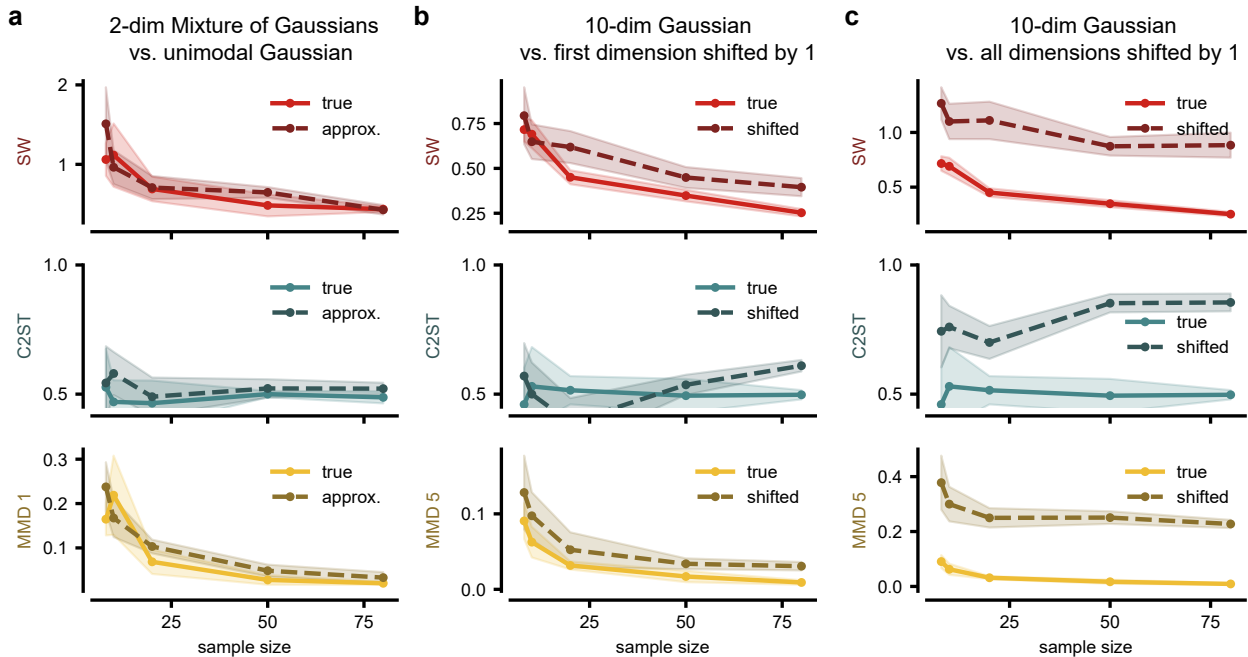 a
2-dim Mixture of Gaussians
vs. unimodal Gaussian
b
10-dim Gaussian
vs. first dimension shifted by 1
c
10-dim Gaussian
vs. all dimensions shifted by 1
SW
2
1
true
approx.
SW
0.75
0.50
0.25
true
shifted
SW
1.0
0.5
true
shifted
C2ST
1.0
0.5
true
approx.
C2ST
1.0
0.5
true
shifted
C2ST
1.0
0.5
true
shifted
MMD 1
0.3
0.2
0.1
true
approx.
25
50
75
sample size
MMD 5
0.1
0.0
true
shifted
25
50
75
sample size
MMD 5
0.4
0.2
0.0
true
shifted
25
50
75
sample size